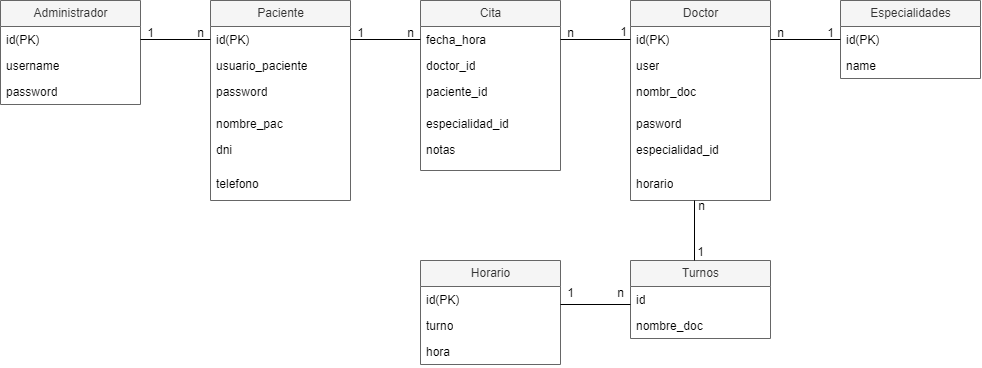 Administrador
id(PK)
username
password
1
n
Paciente
id(PK)
usuario_paciente
password
nombre_pac
dni
telefono
1
n
Cita
fecha_hora
doctor_id
paciente_id
especialidad_id
notas
n
1
Doctor
id(PK)
user
nombr_doc
pasword
especialidad_id
horario
n
1
Especialidades
id(PK)
name
n
1
Horario
id(PK)
turno
hora
1
n
Turnos
id
nombre_doc